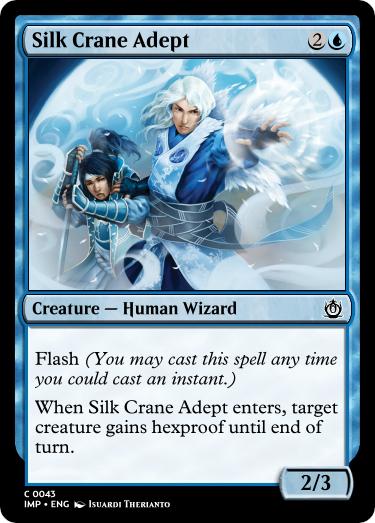 Silk Crane Adept 2
Creature — Human Wizard
Flash (You may cast this spell any time
you could cast an instant.)
When Silk Crane Adept enters, target
creature gains hexproof until end of
turn.
2/3
C 0043
IMP • ENG Isuardi Therianto